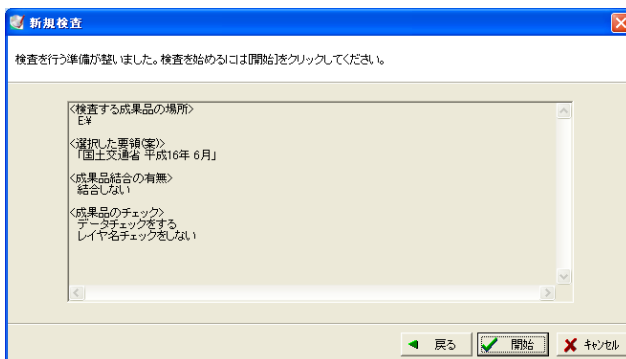 新規検査
検査を行う準備が整いました。検査を始めるには[開始]をクリックしてください。
<検査する成果品の場所>
E:¥
<選択した要領(案)>
「国土交通省 平成16年 6月」
<成果品結合の有無>
結合しない
<成果品のチェック>
データチェックをする
レイヤ名チェックをしない
戻る 開始 キャンセル